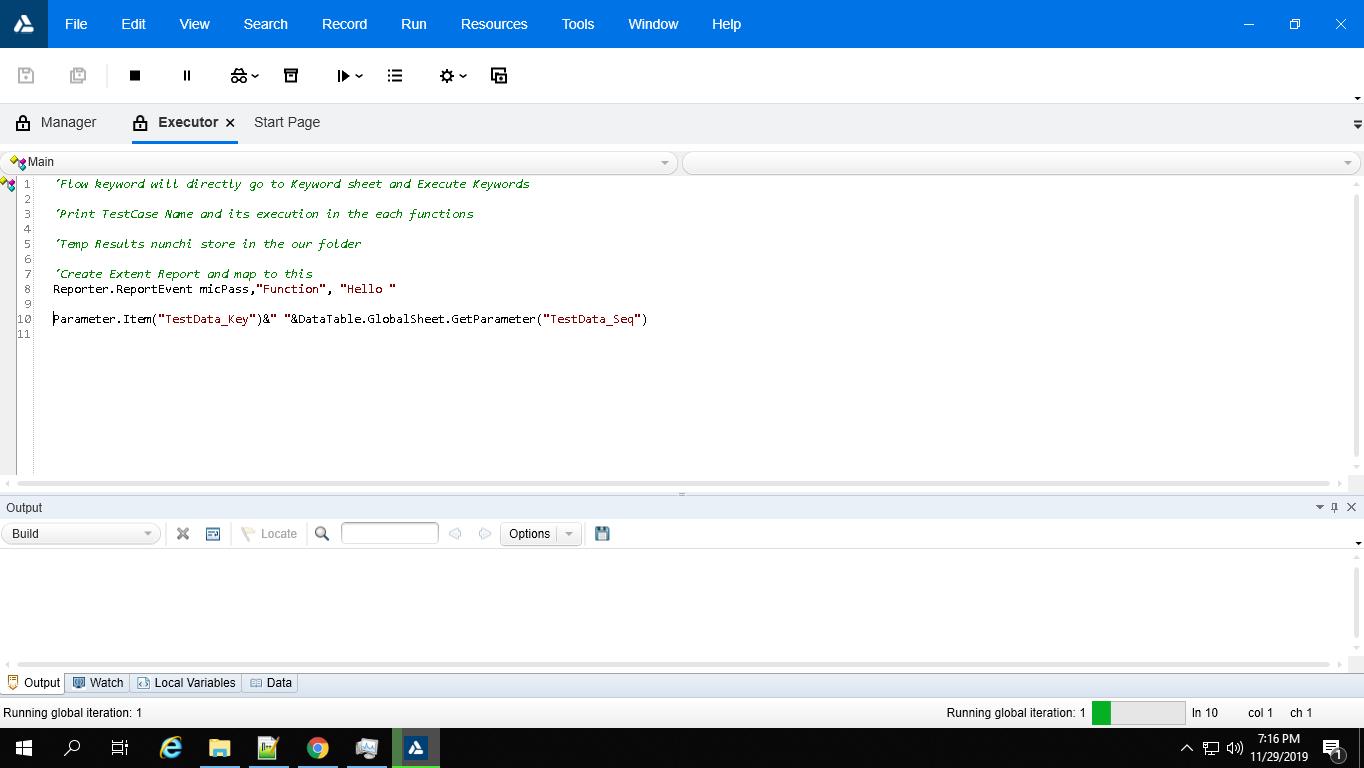 File Edit View Search Record Run Resources Tools Window Help
Manager Executor Start Page
Main
1 'Flow keyword will directly go to Keyword sheet and Execute Keywords
2
3 'Print TestCase Name and its execution in the each functions
4
5 'Temp Results nunchi store in the our folder
6
7 'Create Extent Report and map to this
8 Reporter.ReportEvent micPass,"Function", "Hello "
9
10 Parameter.Item("TestData_Key")&" "&DataTable.GlobalSheet.GetParameter("TestData_Seq")
11
Output
Build Locate Options
Output Watch Local Variables Data
Running global iteration: 1 Running global iteration: 1 ln 10 col 1 ch 1
7:16 PM
11/29/2019
1